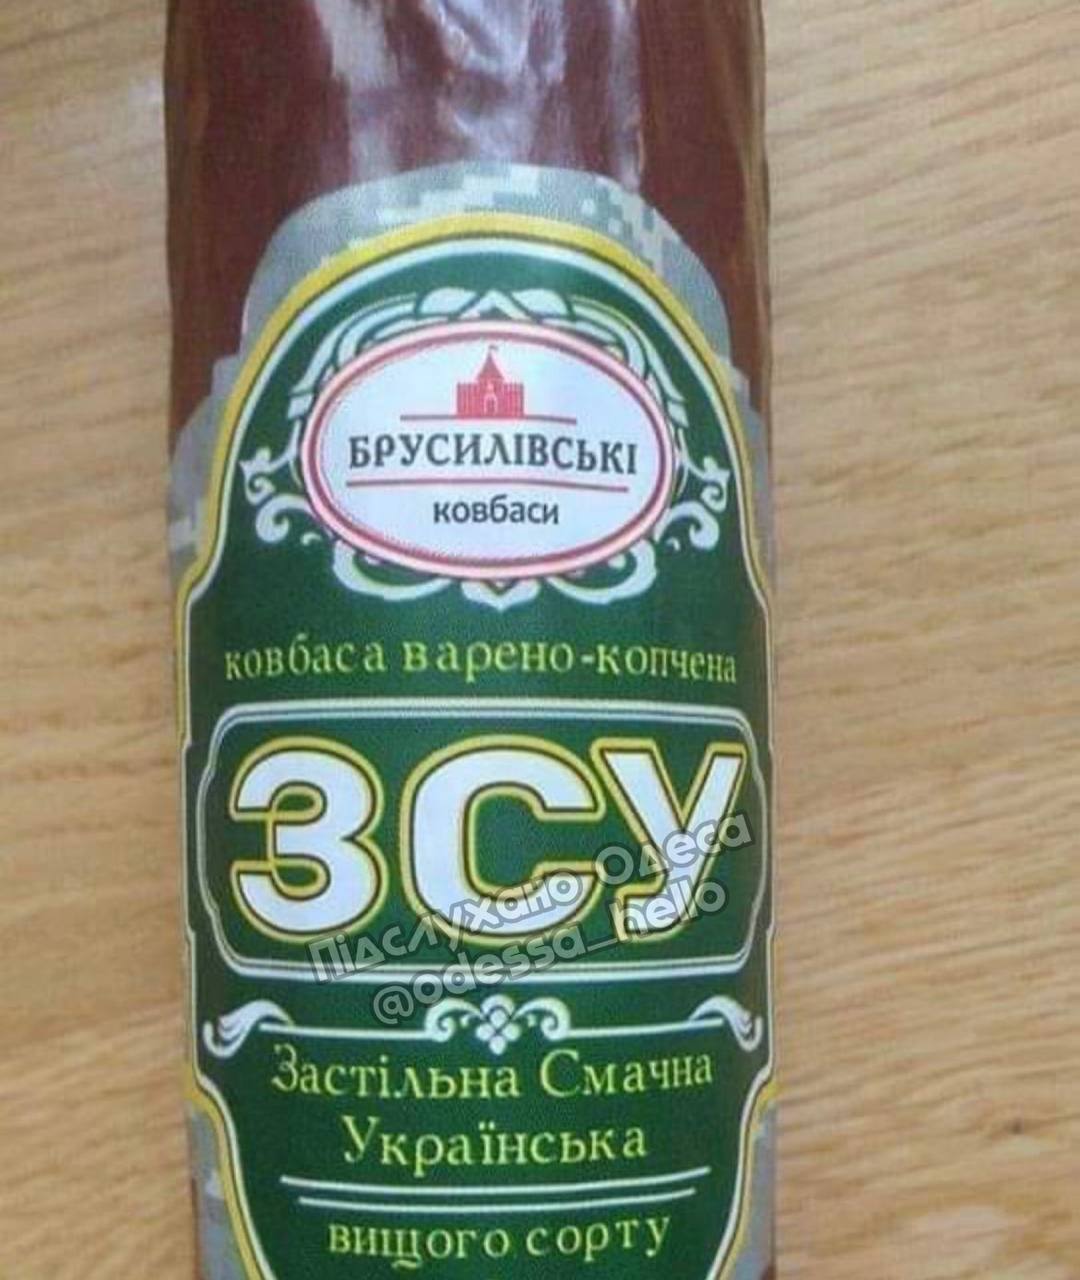 БРУСИЛІВСЬКІ
ковбаси
ковбаса варено-копчена
ЗСУ
Підслухано Одеса
@odessa_hello
Застільна Смачна
Українська
вищого сорту